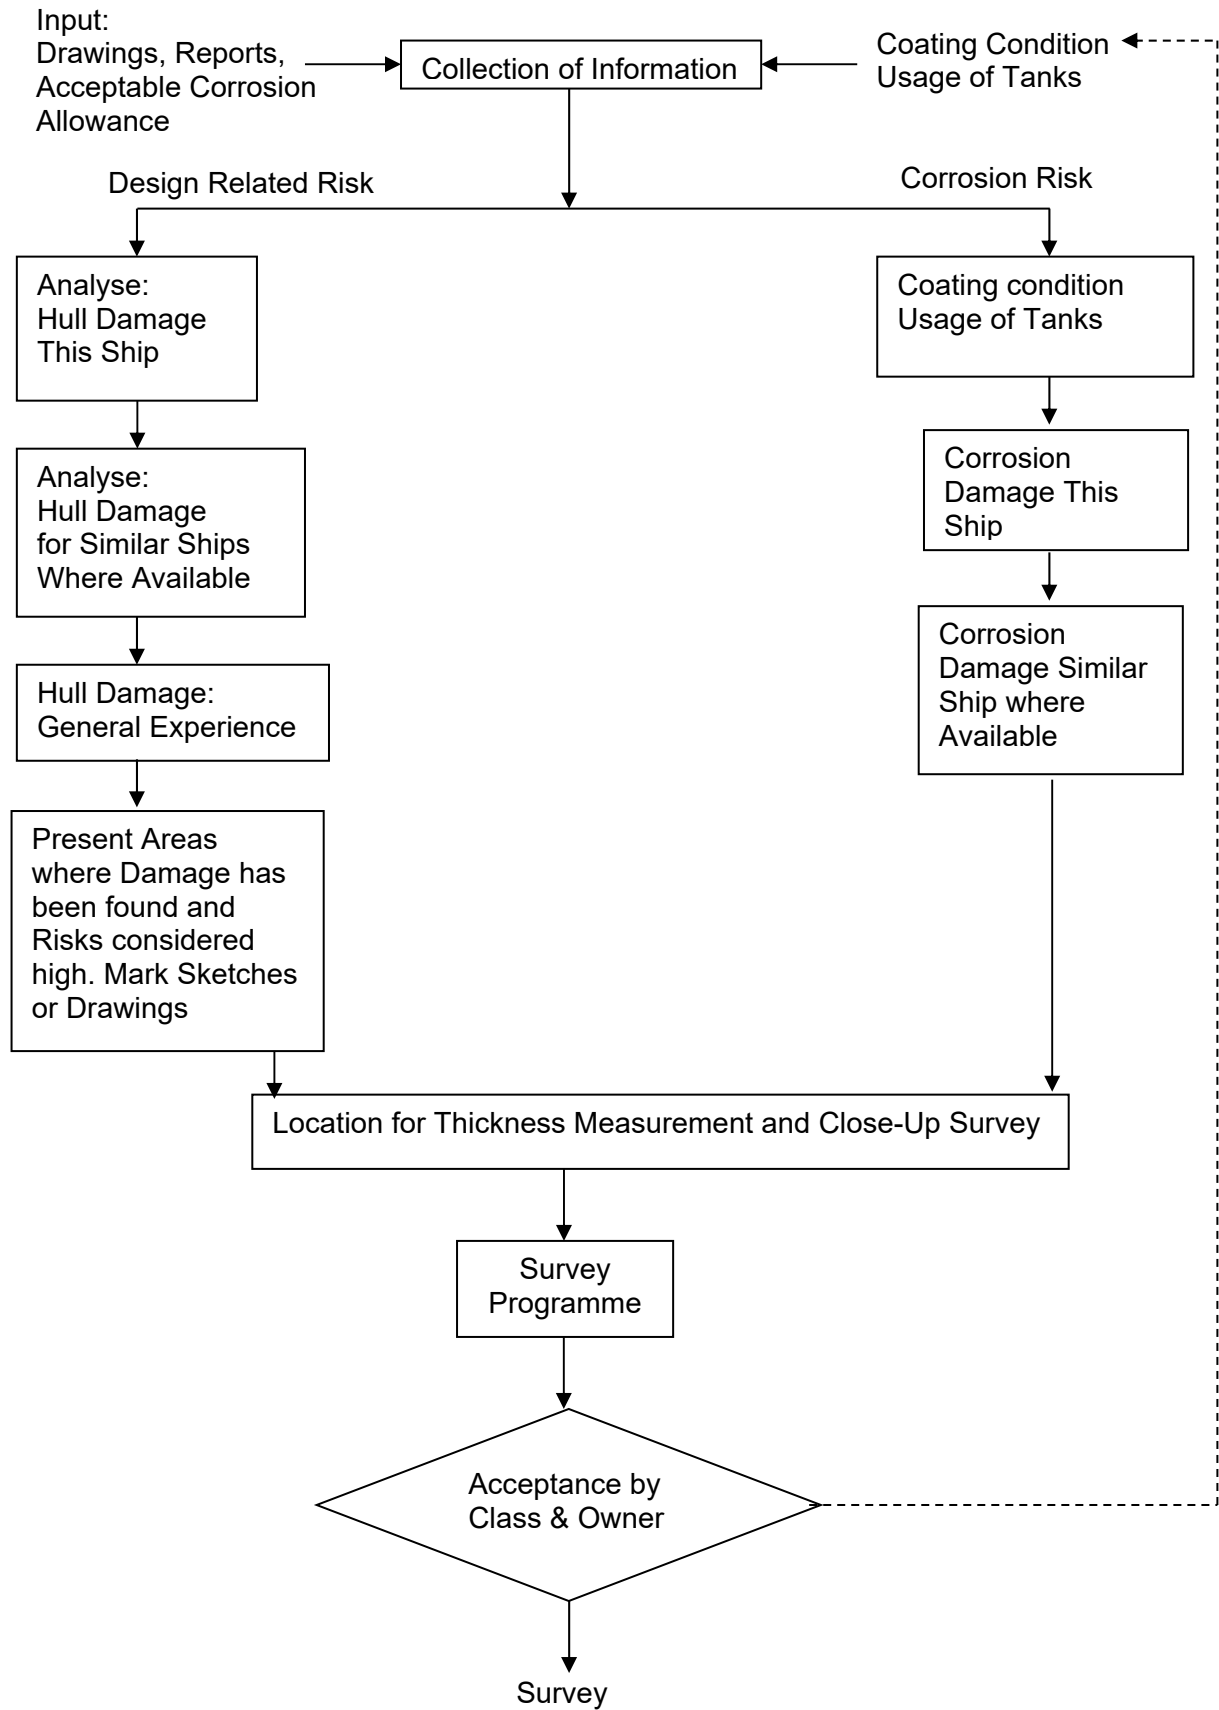 Input:
Drawings, Reports,
Acceptable Corrosion
Allowance
Collection of Information
Coating Condition
Usage of Tanks
Design Related Risk
Corrosion Risk
Analyse:
Hull Damage
This Ship
Analyse:
Hull Damage
for Similar Ships
Where Available
Hull Damage:
General Experience
Present Areas
where Damage has
been found and
Risks considered
high. Mark Sketches
or Drawings
Coating condition
Usage of Tanks
Corrosion
Damage This
Ship
Corrosion
Damage Similar
Ship where
Available
Location for Thickness Measurement and Close-Up Survey
Survey
Programme
Acceptance by
Class & Owner
Survey